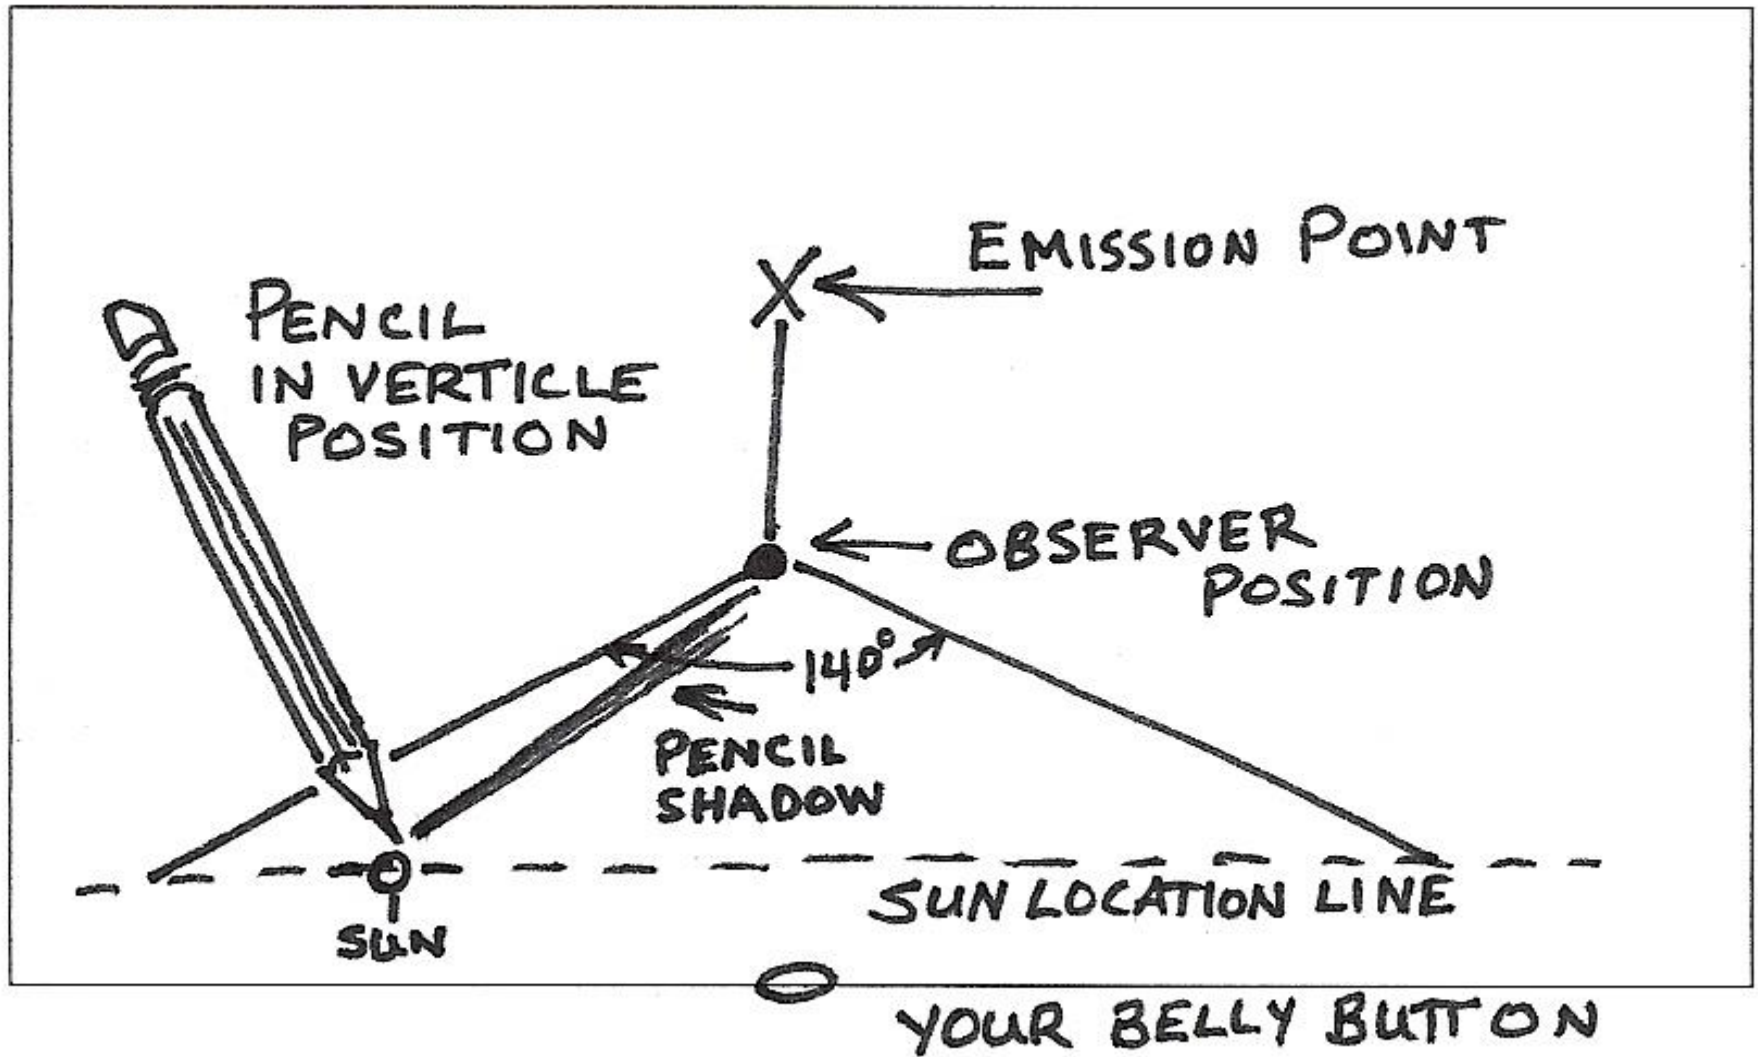 EMISSION POINT
PENCIL
IN VERTICLE
POSITION
OBSERVER
POSITION
140°
PENCIL
SHADOW
SUN LOCATION LINE
SUN
YOUR BELLY BUTTON